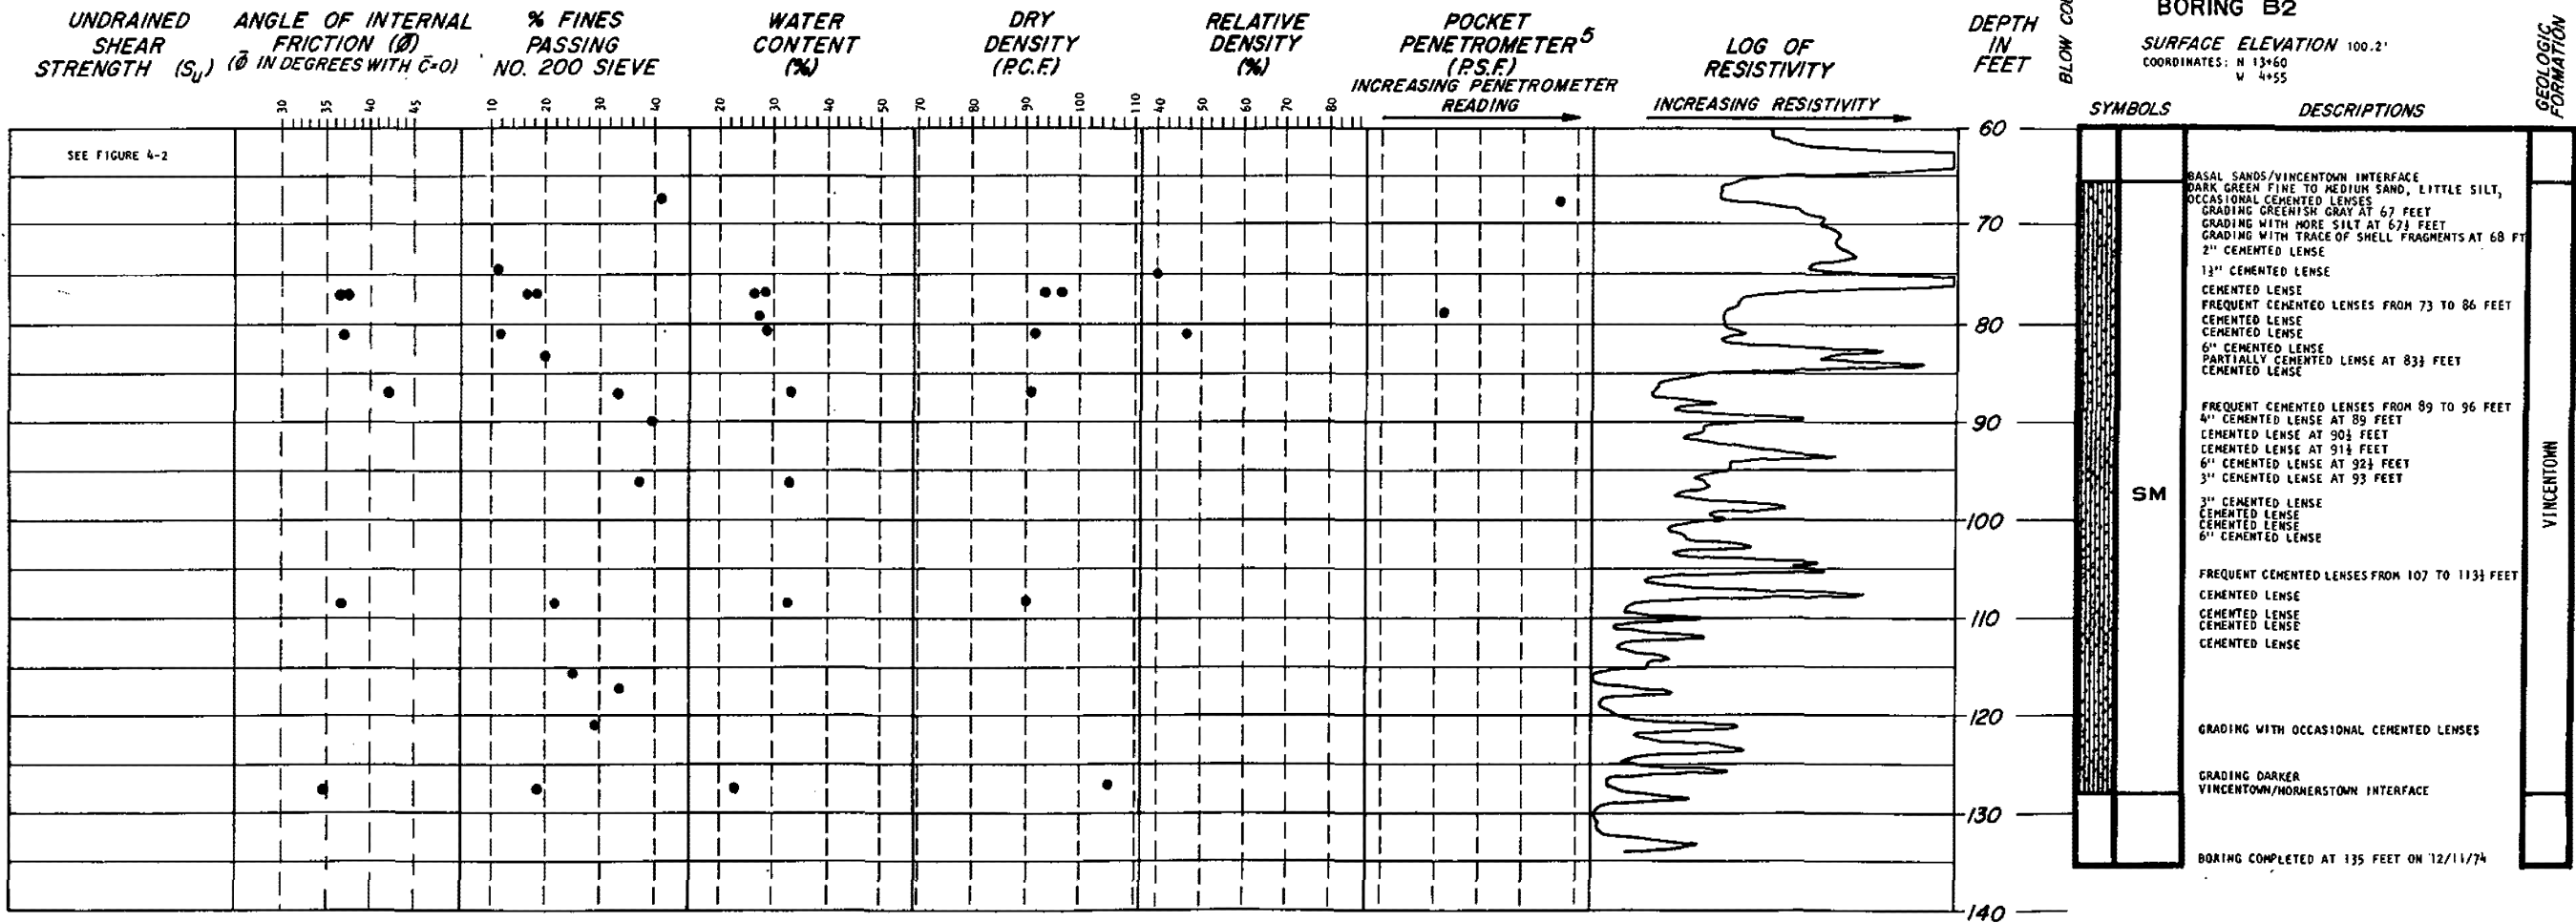 UNDRAINED
SHEAR
STRENGTH (Su)
ANGLE OF INTERNAL
FRICTION (Ø̄)
(Ø̄ IN DEGREES WITH C̄=0)
% FINES
PASSING
NO. 200 SIEVE
WATER
CONTENT
(%)
DRY
DENSITY
(P.C.F.)
RELATIVE
DENSITY
(%)
POCKET
PENETROMETER5
(P.S.F.)
INCREASING PENETROMETER
READING
LOG OF
RESISTIVITY
INCREASING RESISTIVITY
DEPTH
IN
FEET
BLOW
BORING B2
SURFACE ELEVATION 100.2'
COORDINATES: N 13+60
W 4+55
SYMBOLS
DESCRIPTIONS
GEOLOGIC
FORMATION
30 35 40 45
10 20 30 40
20 30 40 50
70 80 90 100 110
40 50 60 70 80
SEE FIGURE 4-2
60
70
80
90
100
110
120
130
140
SM
BASAL SANDS/VINCENTOWN INTERFACE
DARK GREEN FINE TO MEDIUM SAND, LITTLE SILT,
OCCASIONAL CEMENTED LENSES
GRADING GREENISH GRAY AT 67 FEET
GRADING WITH MORE SILT AT 67½ FEET
GRADING WITH TRACE OF SHELL FRAGMENTS AT 68 FT
2" CEMENTED LENSE
1½" CEMENTED LENSE
CEMENTED LENSE
FREQUENT CEMENTED LENSES FROM 73 TO 86 FEET
CEMENTED LENSE
CEMENTED LENSE
6" CEMENTED LENSE
PARTIALLY CEMENTED LENSE AT 83½ FEET
CEMENTED LENSE
FREQUENT CEMENTED LENSES FROM 89 TO 96 FEET
4" CEMENTED LENSE AT 89 FEET
CEMENTED LENSE AT 90½ FEET
CEMENTED LENSE AT 91½ FEET
6" CEMENTED LENSE AT 92½ FEET
3" CEMENTED LENSE AT 93 FEET
3" CEMENTED LENSE
CEMENTED LENSE
CEMENTED LENSE
6" CEMENTED LENSE
FREQUENT CEMENTED LENSES FROM 107 TO 113½ FEET
CEMENTED LENSE
CEMENTED LENSE
CEMENTED LENSE
CEMENTED LENSE
GRADING WITH OCCASIONAL CEMENTED LENSES
GRADING DARKER
VINCENTOWN/HORNERSTOWN INTERFACE
BORING COMPLETED AT 135 FEET ON 12/11/74
VINCENTOWN